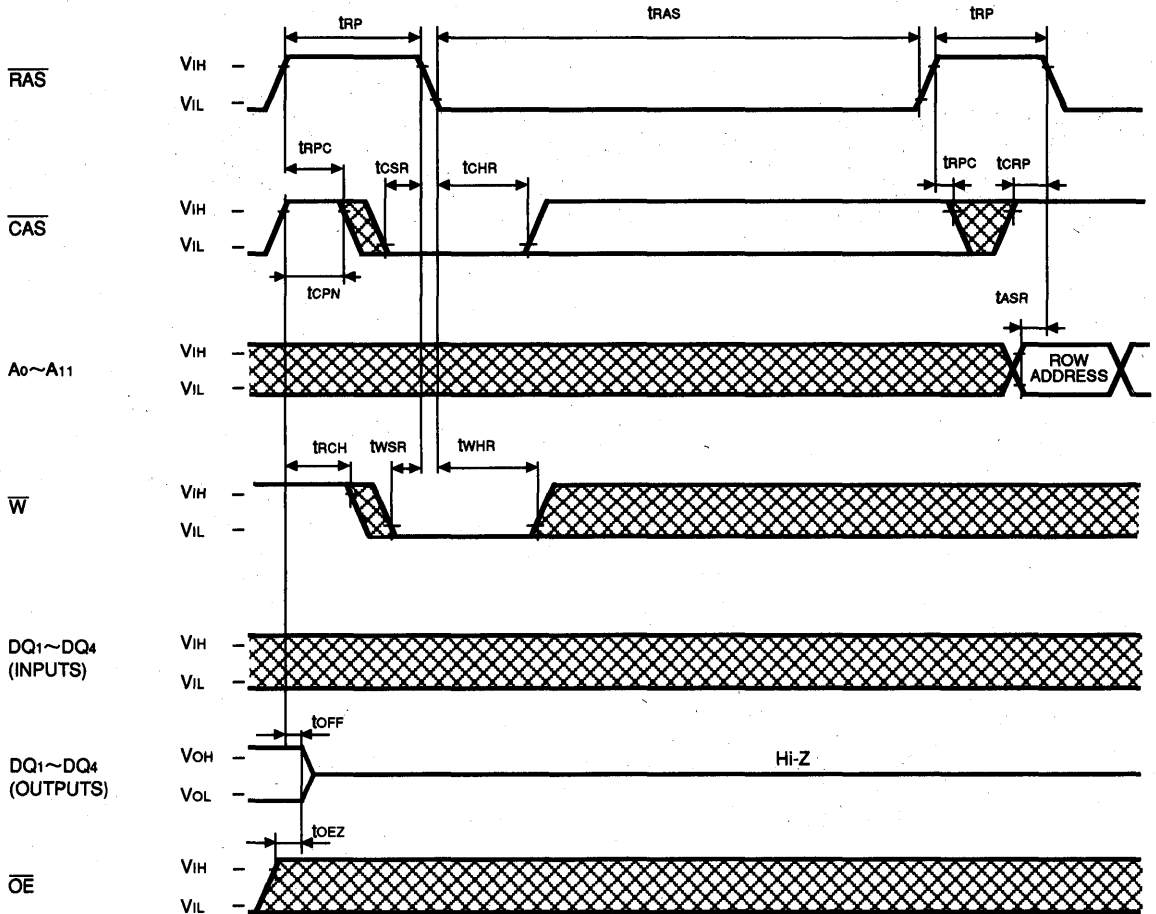 tRP tRAS tRP
RAS VIH
VIL
tRPC tCSR tCHR tRPC tCRP
CAS VIH
VIL
tCPN
tASR
A0~A11 VIH
VIL
ROW
ADDRESS
tRCH tWSR tWHR
W VIH
VIL
DQ1~DQ4
(INPUTS)
VIH
VIL
tOFF
DQ1~DQ4
(OUTPUTS)
VOH
VOL
Hi-Z
tOEZ
OE VIH
VIL